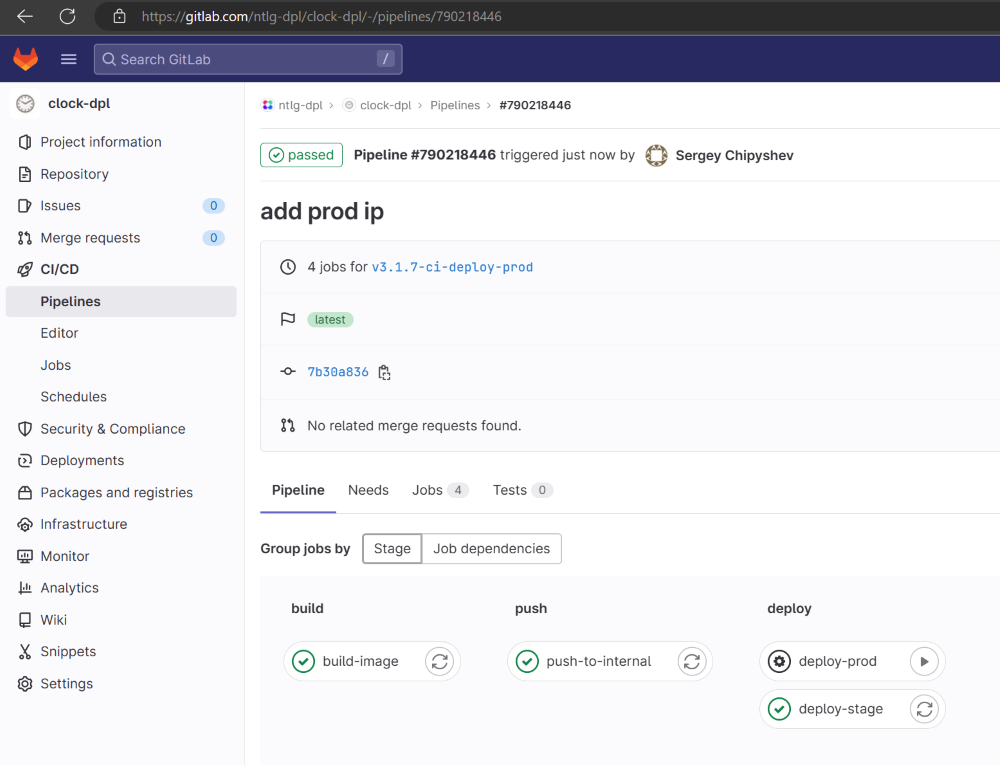 https://gitlab.com/ntlg-dpl/clock-dpl/-/pipelines/790218446
Search GitLab /
clock-dpl
Project information
Repository
Issues 0
Merge requests 0
CI/CD
Pipelines
Editor
Jobs
Schedules
Security & Compliance
Deployments
Packages and registries
Infrastructure
Monitor
Analytics
Wiki
Snippets
Settings
ntlg-dpl › clock-dpl › Pipelines › #790218446
passed Pipeline #790218446 triggered just now by Sergey Chipyshev
add prod ip
4 jobs for v3.1.7-ci-deploy-prod
latest
7b30a836
No related merge requests found.
Pipeline Needs Jobs 4 Tests 0
Group jobs by Stage Job dependencies
build push deploy
build-image push-to-internal deploy-prod
deploy-stage